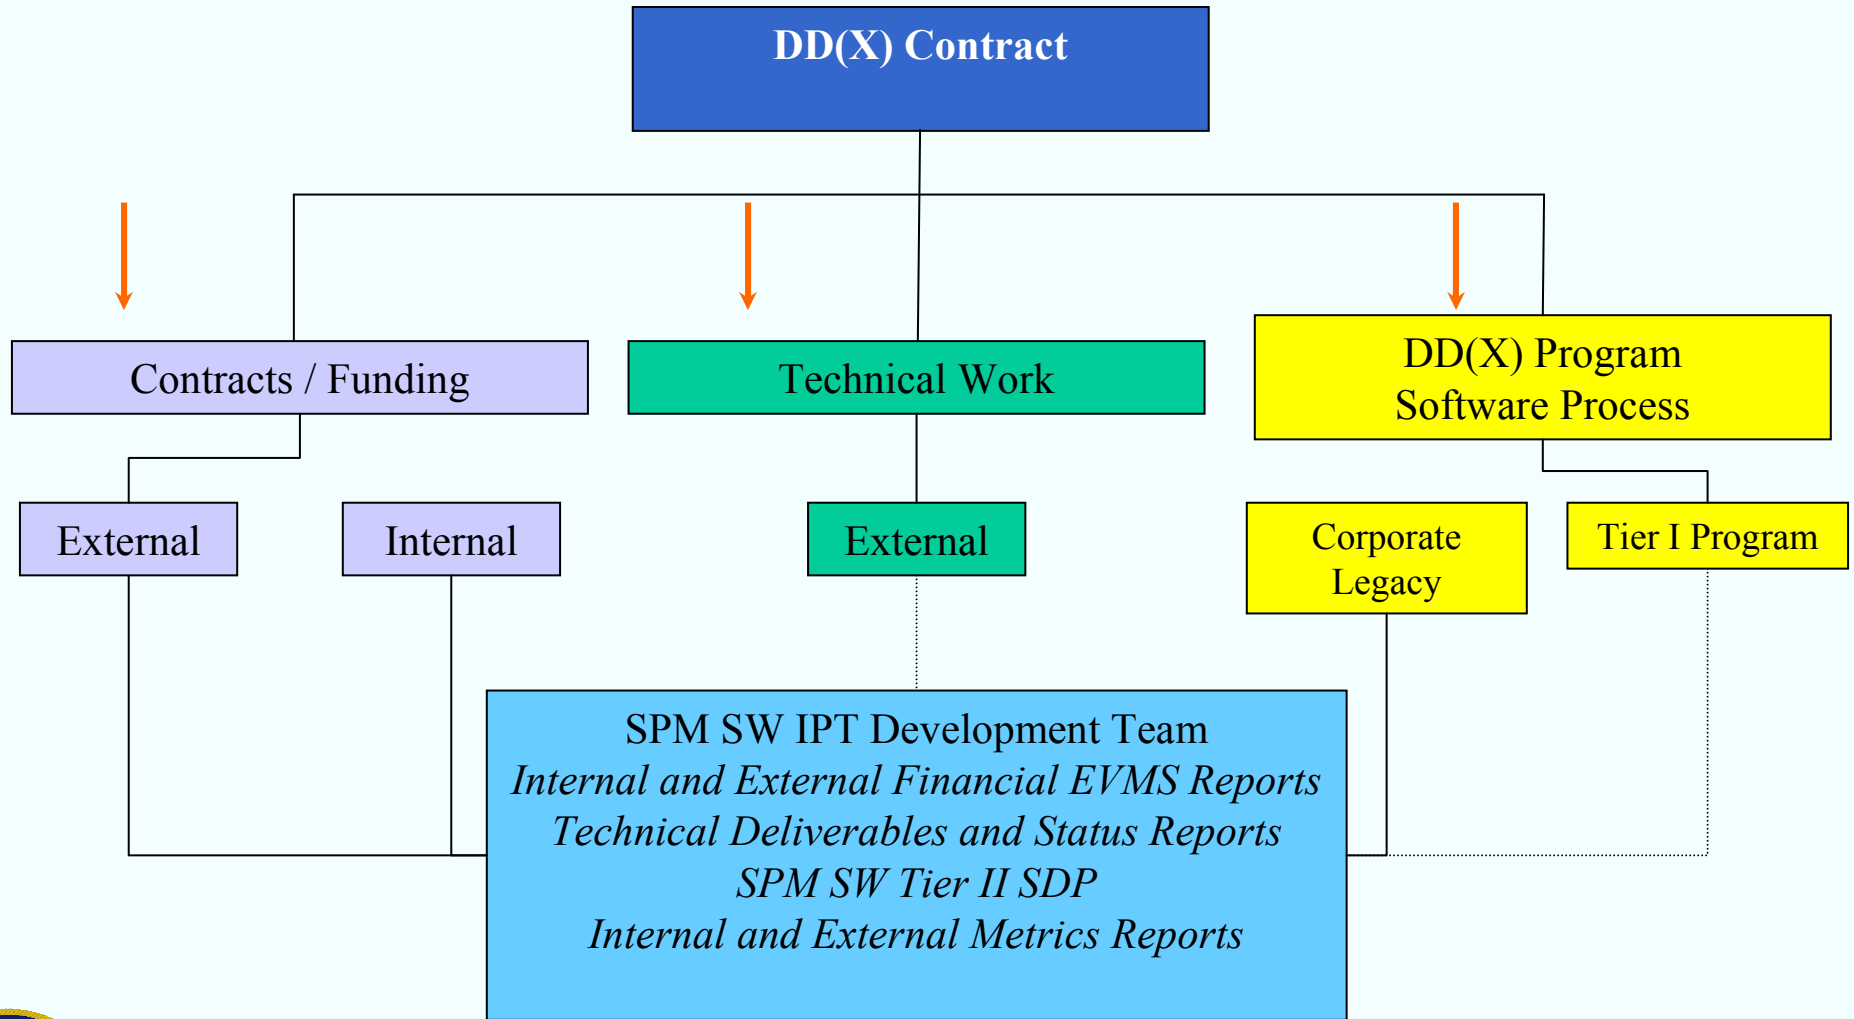 DD(X) Contract
Contracts / Funding
Technical Work
DD(X) Program
Software Process
External
Internal
External
Corporate
Legacy
Tier I Program
SPM SW IPT Development Team
Internal and External Financial EVMS Reports
Technical Deliverables and Status Reports
SPM SW Tier II SDP
Internal and External Metrics Reports